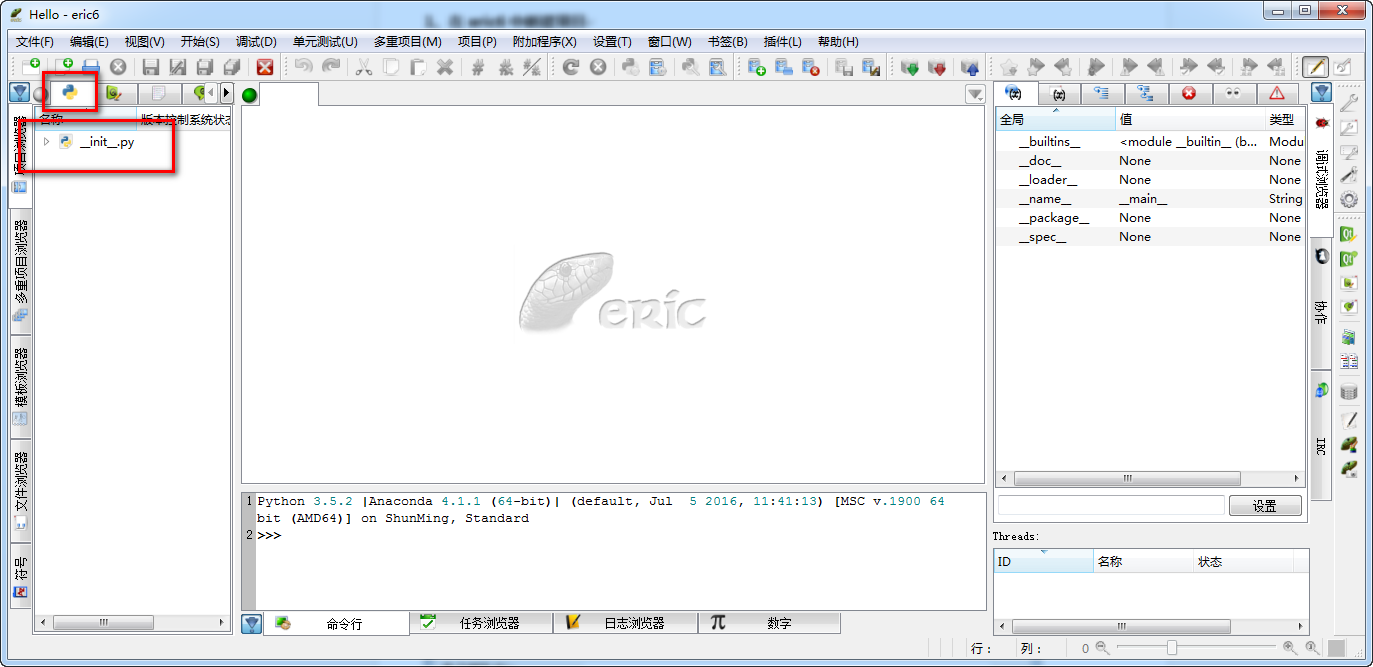 Hello - eric6
文件(F) 编辑(E) 视图(V) 开始(S) 调试(D) 单元测试(U) 多重项目(M) 项目(P) 附加程序(X) 设置(T) 窗口(W) 书签(B) 插件(L) 帮助(H)
名称 版本控制系统状态
__init__.py
项目浏览器
多重项目浏览器
模板浏览器
文件浏览器
符号
eric
1 Python 3.5.2 |Anaconda 4.1.1 (64-bit)| (default, Jul  5 2016, 11:41:13) [MSC v.1900 64
bit (AMD64)] on ShunMing, Standard
2 >>>
命令行 任务浏览器 日志浏览器 数字
全局 值 类型
__builtins__ <module __builtin__ (b... Modu
__doc__ None None
__loader__ None None
__name__ __main__ String
__package__ None None
__spec__ None None
设置
Threads:
ID 名称 状态
调试浏览器
协作
IRC
行： 列： 0